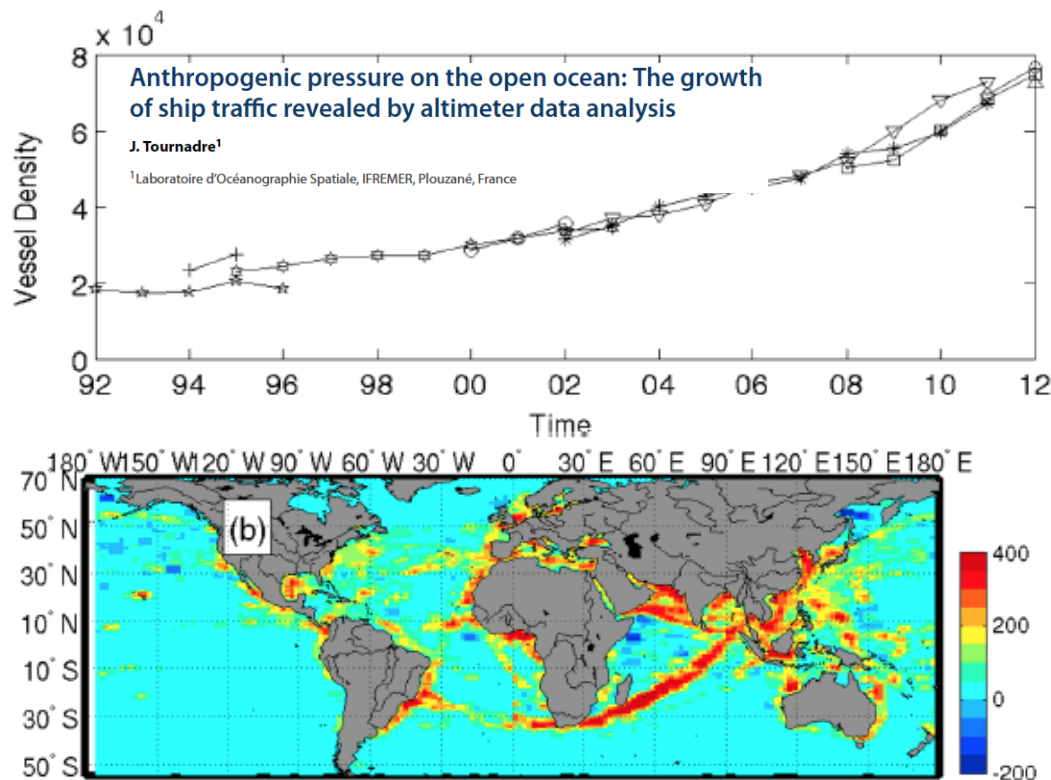 x 10⁴
8
Anthropogenic pressure on the open ocean: The growth
of ship traffic revealed by altimeter data analysis
J. Tournadre¹
¹Laboratoire d'Océanographie Spatiale, IFREMER, Plouzané, France
6
4
2
0
Vessel Density
92 94 96 98 00 02 04 06 08 10 12
Time
180° W150° W120° W 90° W 60° W 30° W 0° 30° E 60° E 90° E 120° E150° E 180° E
70° N
(b)
50° N
30° N
10° N
10° S
30° S
50° S
400
200
0
-200